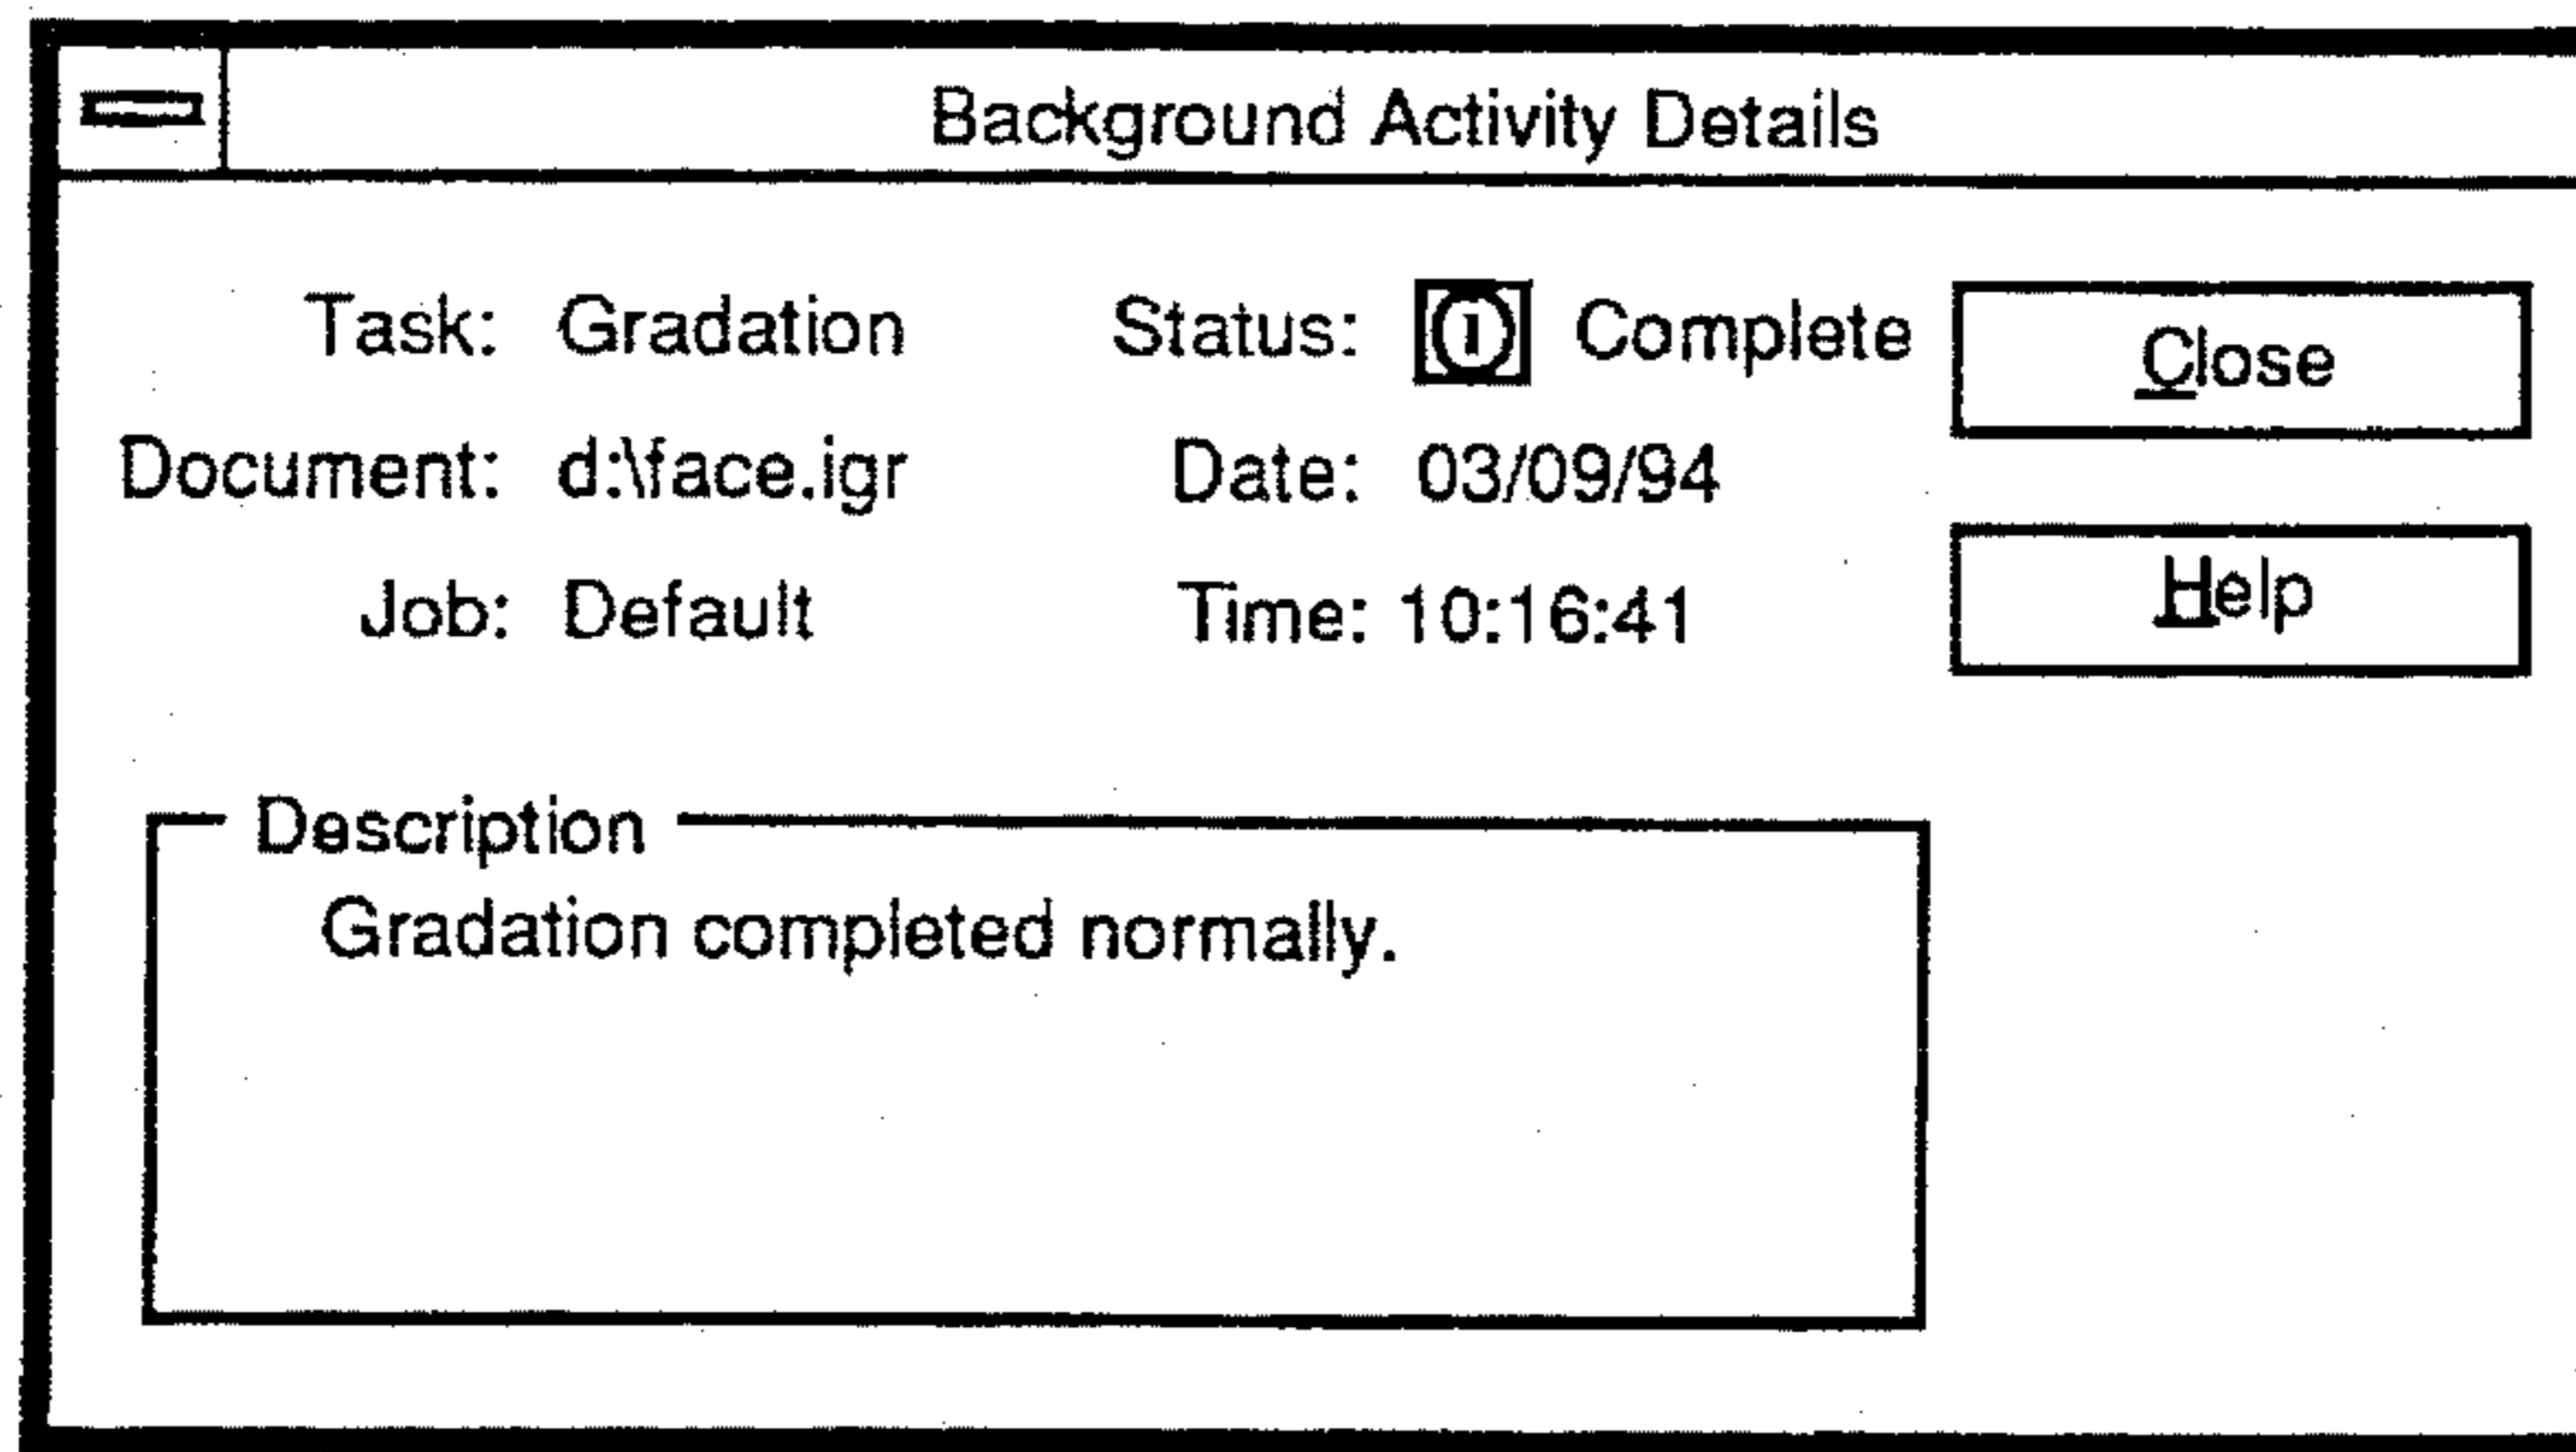 Background Activity Details
Task: Gradation Status: Complete
Close
Document: d:\face.igr Date: 03/09/94
Job: Default Time: 10:16:41
Help
Description
Gradation completed normally.